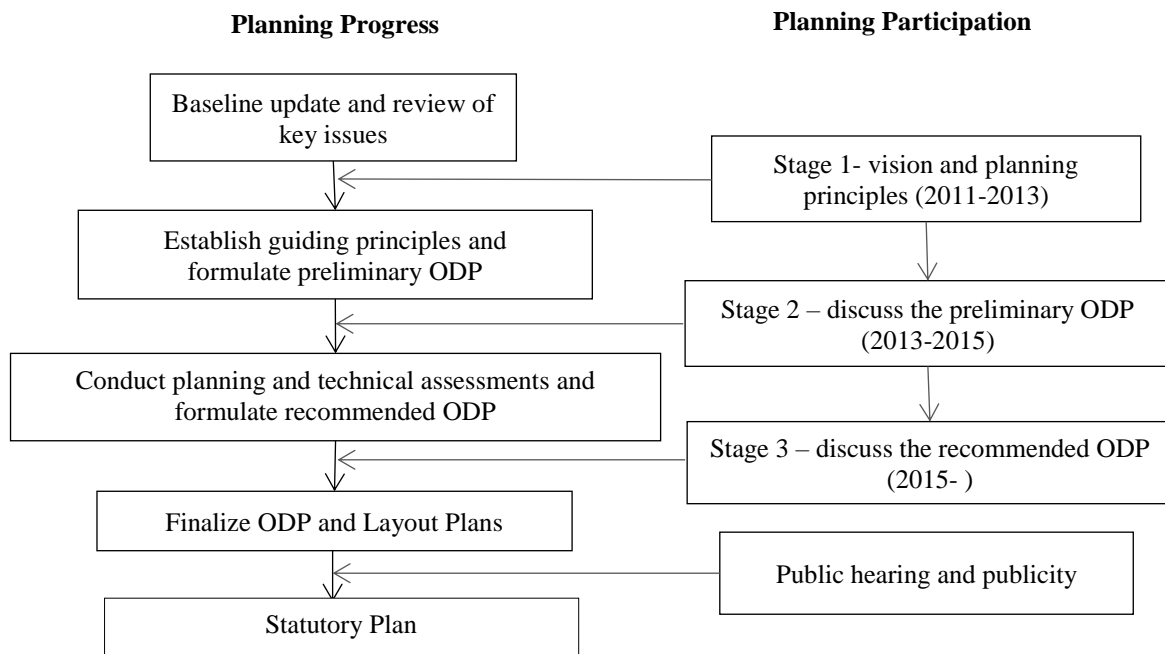 Planning Progress
Planning Participation
Baseline update and review of
key issues
Stage 1- vision and planning
principles (2011-2013)
Establish guiding principles and
formulate preliminary ODP
Stage 2 – discuss the preliminary ODP
(2013-2015)
Conduct planning and technical assessments and
formulate recommended ODP
Stage 3 – discuss the recommended ODP
(2015- )
Finalize ODP and Layout Plans
Public hearing and publicity
Statutory Plan